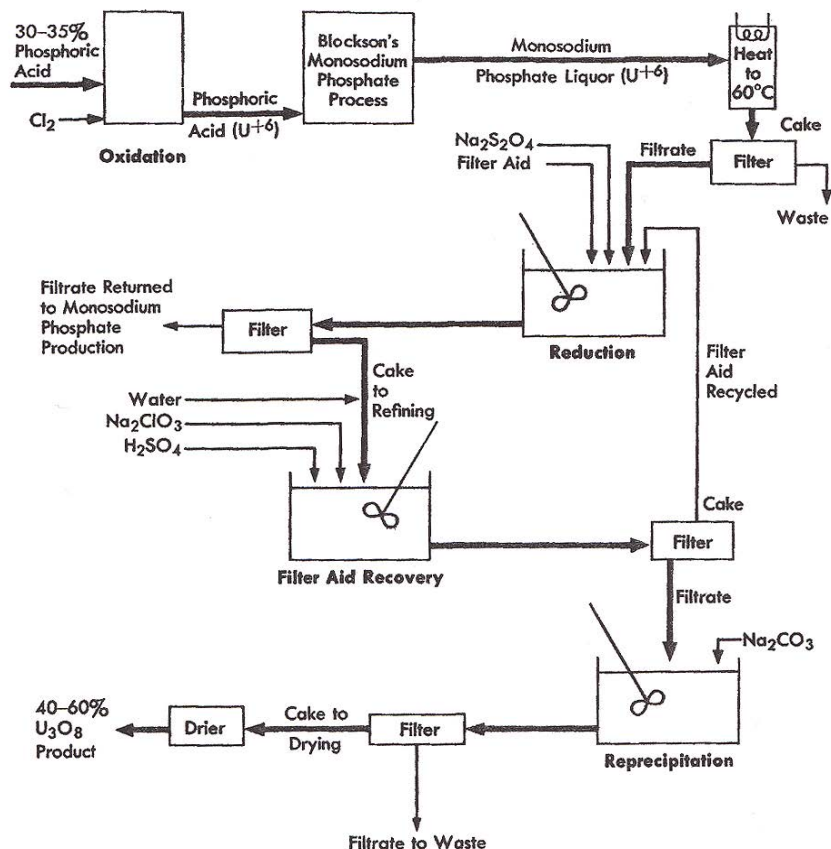 30–35%
Phosphoric
Acid
Cl2
Oxidation
Phosphoric
Acid (U+6)
Blockson's
Monosodium
Phosphate
Process
Monosodium
Phosphate Liquor (U+6)
Heat
to
60°C
Cake
Filter
Waste
Filtrate
Na2S2O4
Filter Aid
Reduction
Filter
Aid
Recycled
Filter
Filtrate Returned
to Monosodium
Phosphate
Production
Cake
to
Refining
Water
Na2ClO3
H2SO4
Filter Aid Recovery
Cake
Filter
Filtrate
Na2CO3
Reprecipitation
Filter
Cake to
Drying
Drier
40–60%
U3O8
Product
Filtrate to Waste